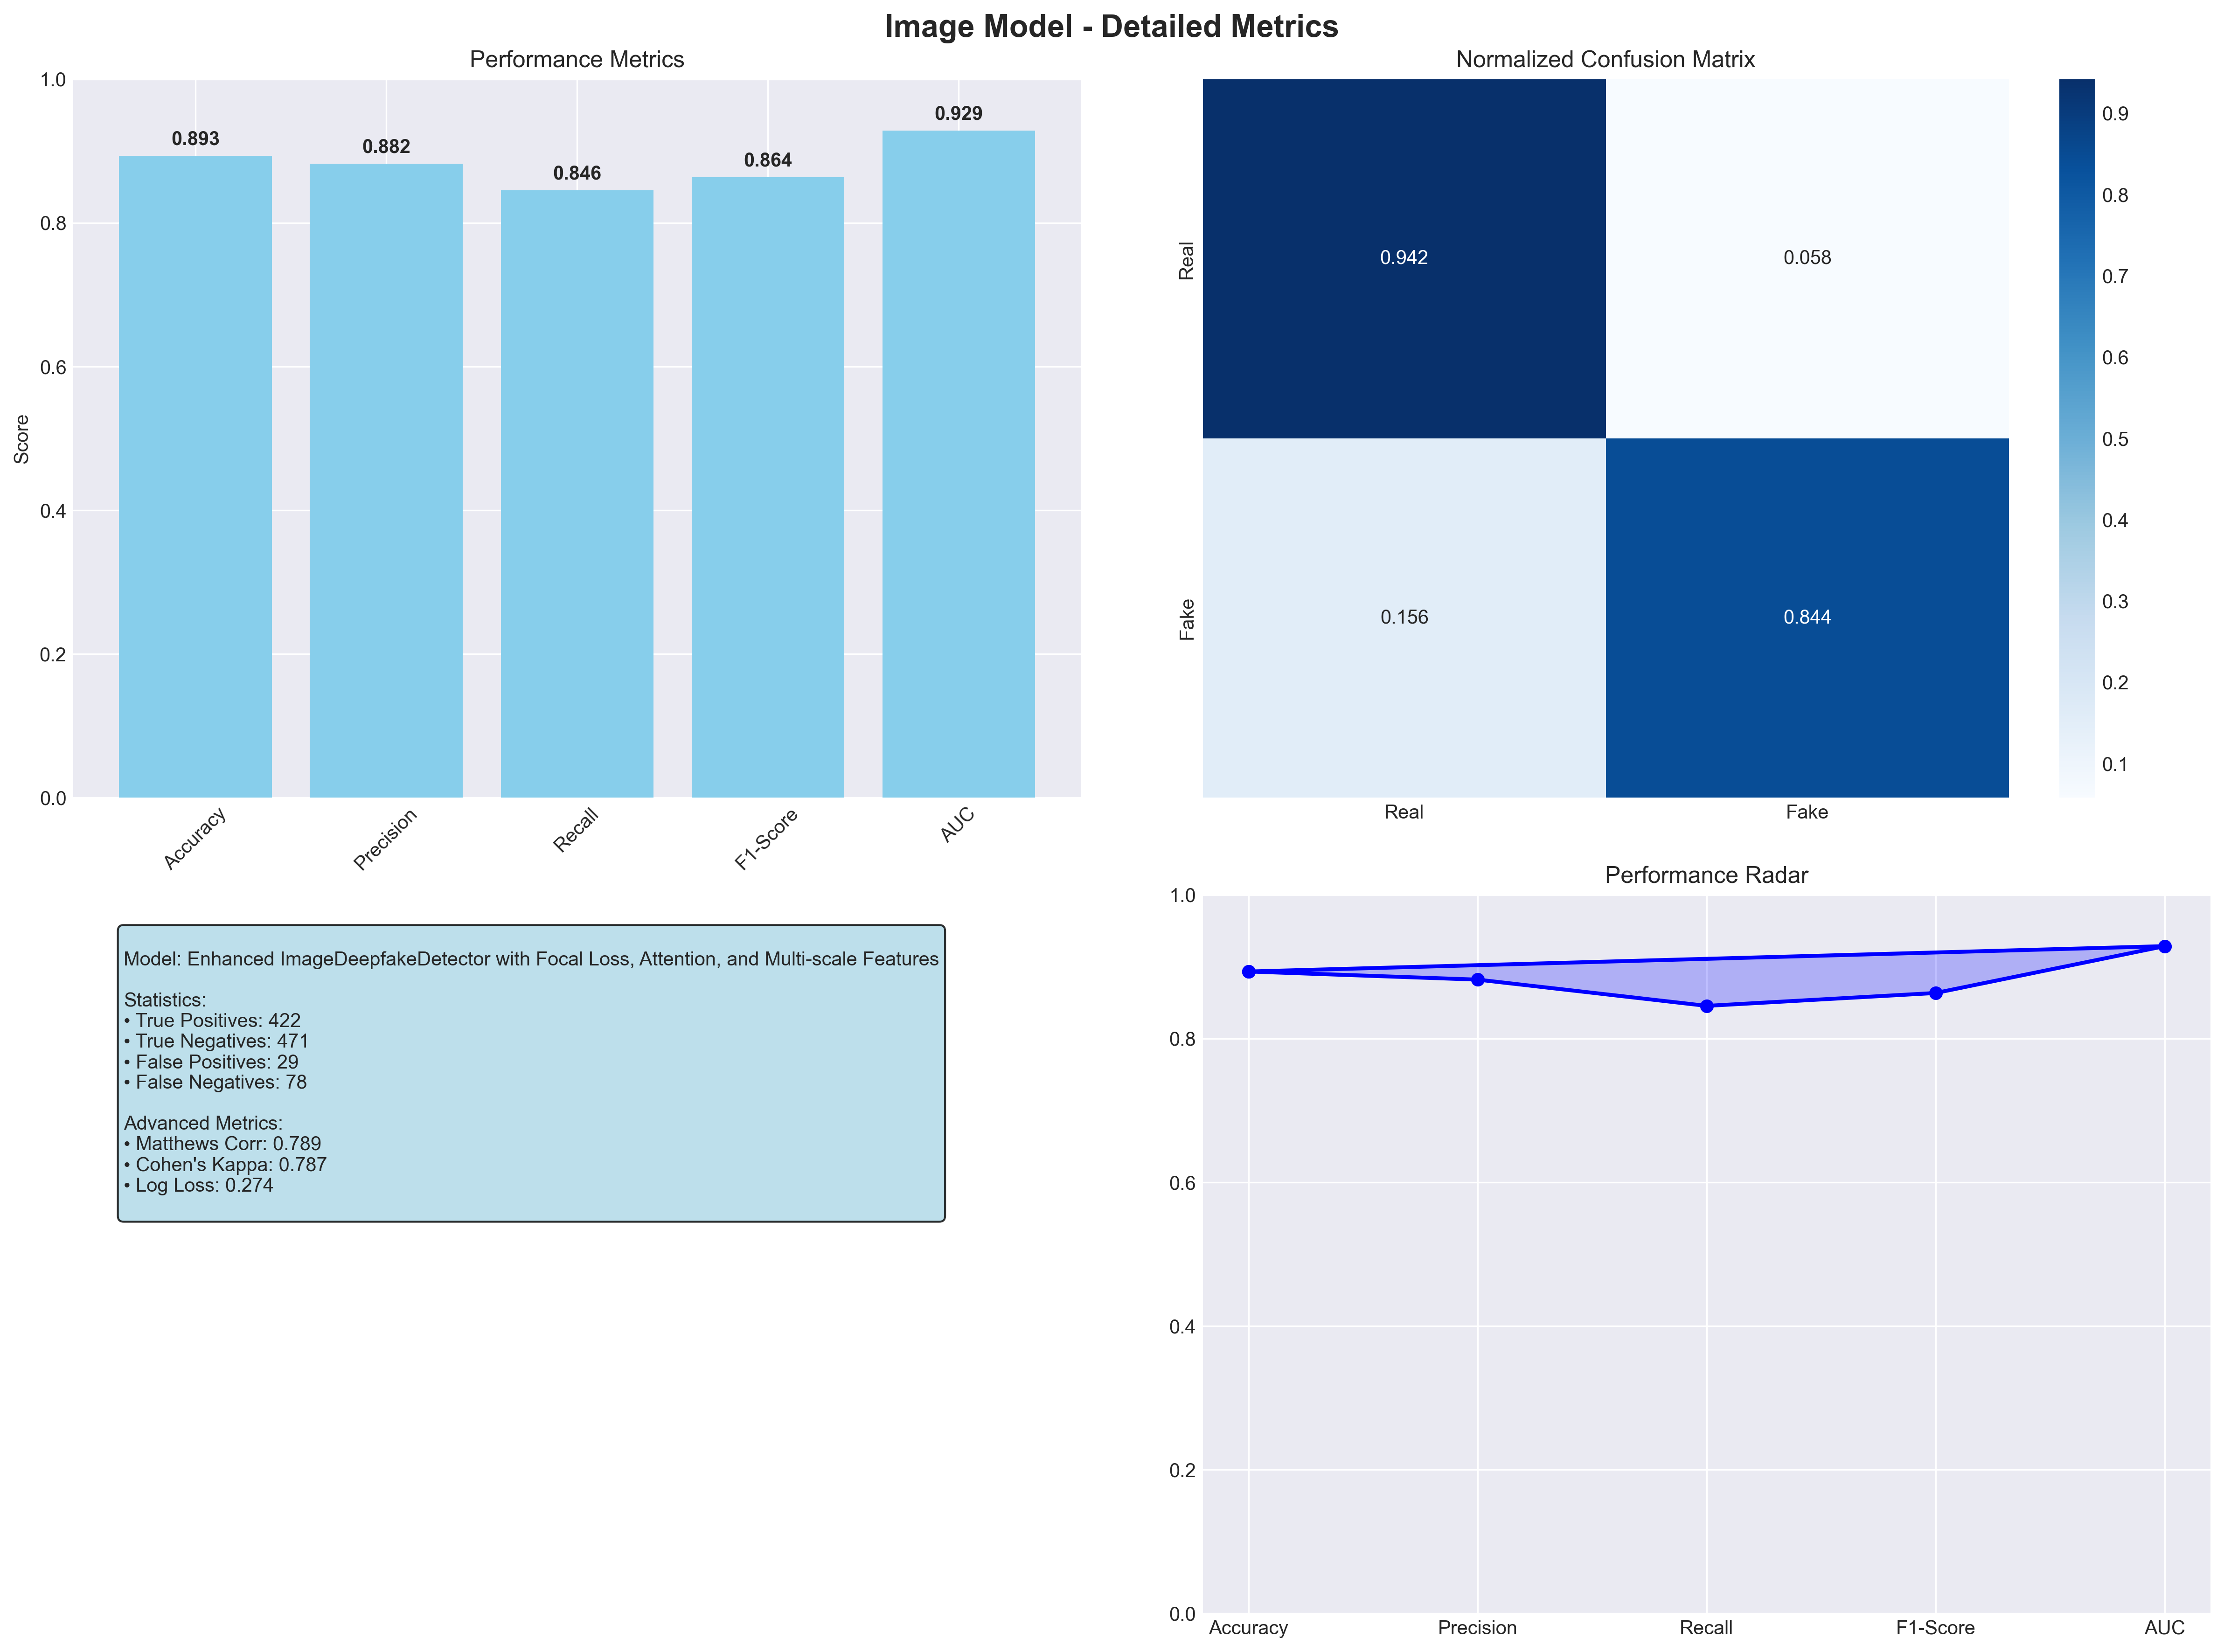 Image Model - Detailed Metrics
Performance Metrics
1.0
0.8
0.6
0.4
0.2
0.0
Score
0.893
0.882
0.846
0.864
0.929
Accuracy
Precision
Recall
F1-Score
AUC
Normalized Confusion Matrix
Real
Fake
0.942
0.058
0.156
0.844
Real
Fake
0.9
0.8
0.7
0.6
0.5
0.4
0.3
0.2
0.1
Model: Enhanced ImageDeepfakeDetector with Focal Loss, Attention, and Multi-scale Features
Statistics:
• True Positives: 422
• True Negatives: 471
• False Positives: 29
• False Negatives: 78
Advanced Metrics:
• Matthews Corr: 0.789
• Cohen's Kappa: 0.787
• Log Loss: 0.274
Performance Radar
1.0
0.8
0.6
0.4
0.2
0.0
Accuracy
Precision
Recall
F1-Score
AUC